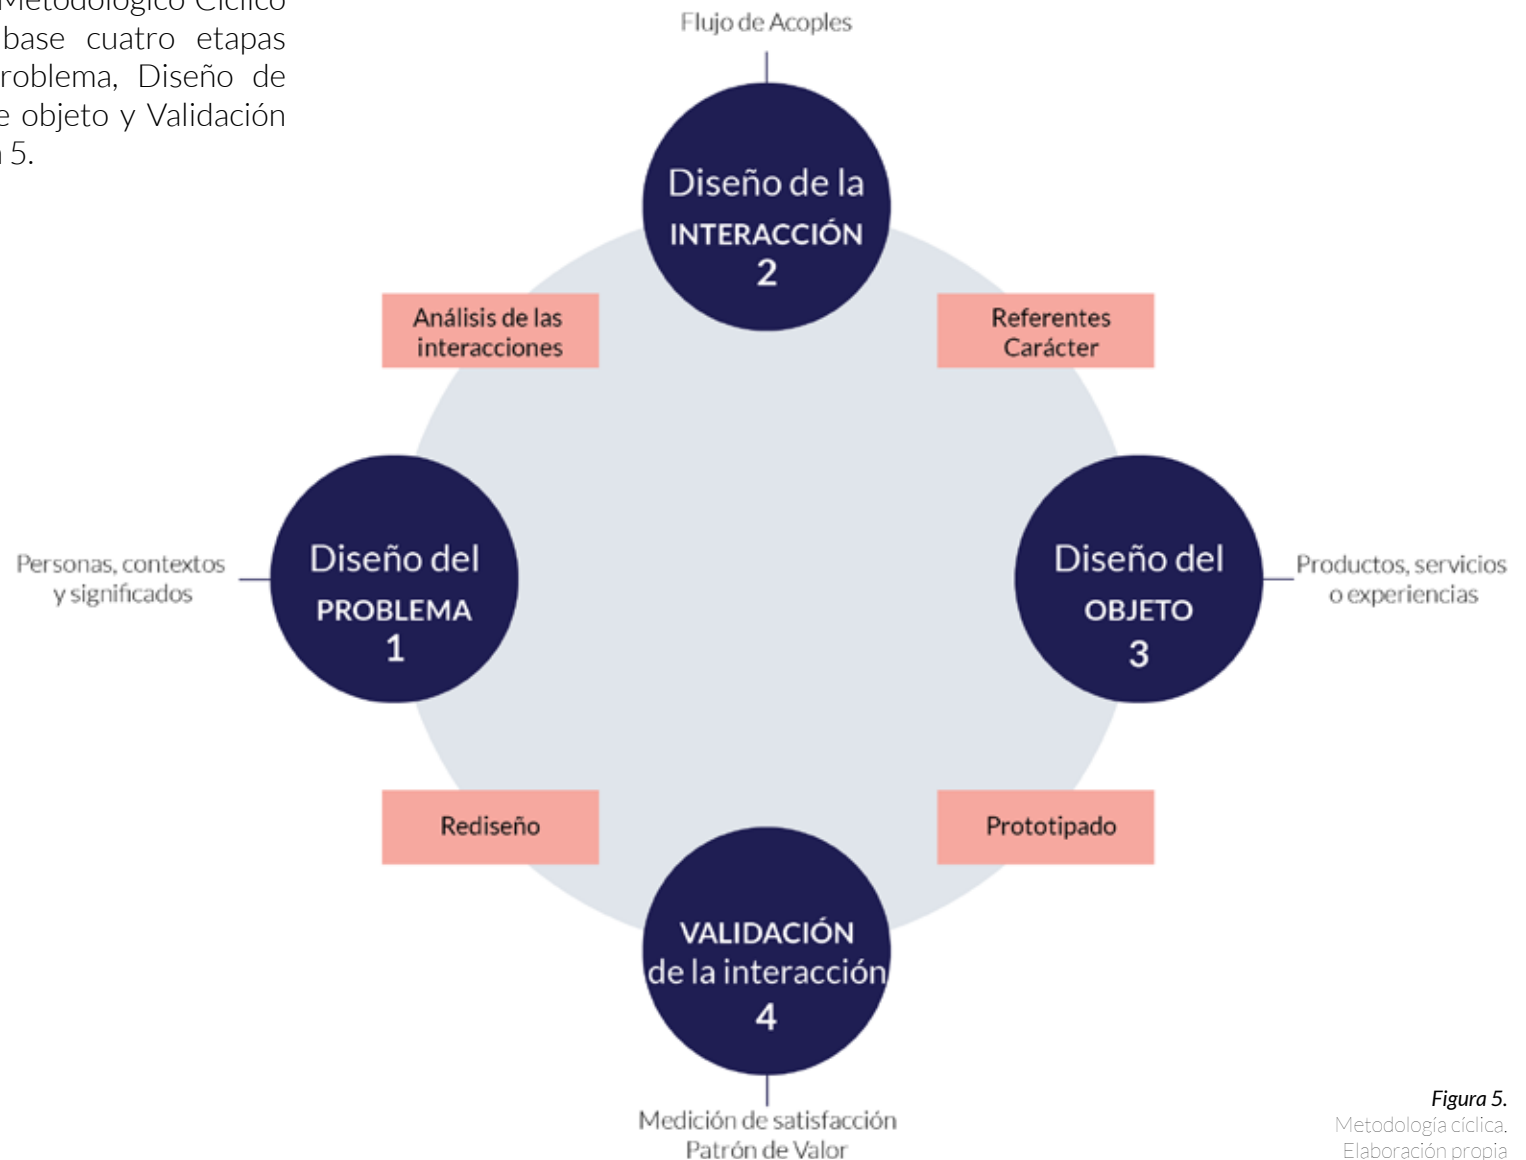 Metodológico Cíclico
base cuatro etapas
roblema, Diseño de
e objeto y Validación
5.
Flujo de Acoples
Diseño de la
INTERACCIÓN
2
Análisis de las
interacciones
Referentes
Carácter
Personas, contextos
y significados
Diseño del
PROBLEMA
1
Diseño del
OBJETO
3
Productos, servicios
o experiencias
Rediseño
Prototipado
VALIDACIÓN
de la interacción
4
Medición de satisfacción
Patrón de Valor
Figura 5.
Metodología cíclica.
Elaboración propia